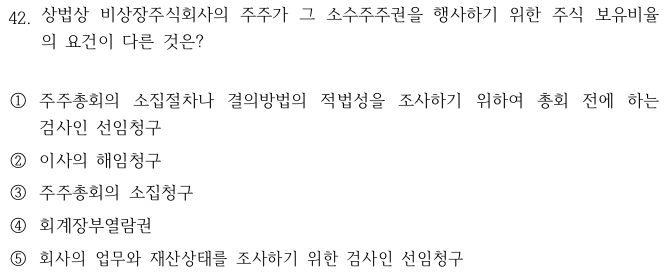 42. 상법상 비상장주식회사의 주주가 그 소수주주권을 행사하기 위한 주식 보유비율
의 요건이 다른 것은?
① 주주총회의 소집절차나 결의방법의 적법성을 조사하기 위하여 총회 전에 하는
검사인 선임청구
② 이사의 해임청구
③ 주주총회의 소집청구
④ 회계장부열람권
⑤ 회사의 업무와 재산상태를 조사하기 위한 검사인 선임청구